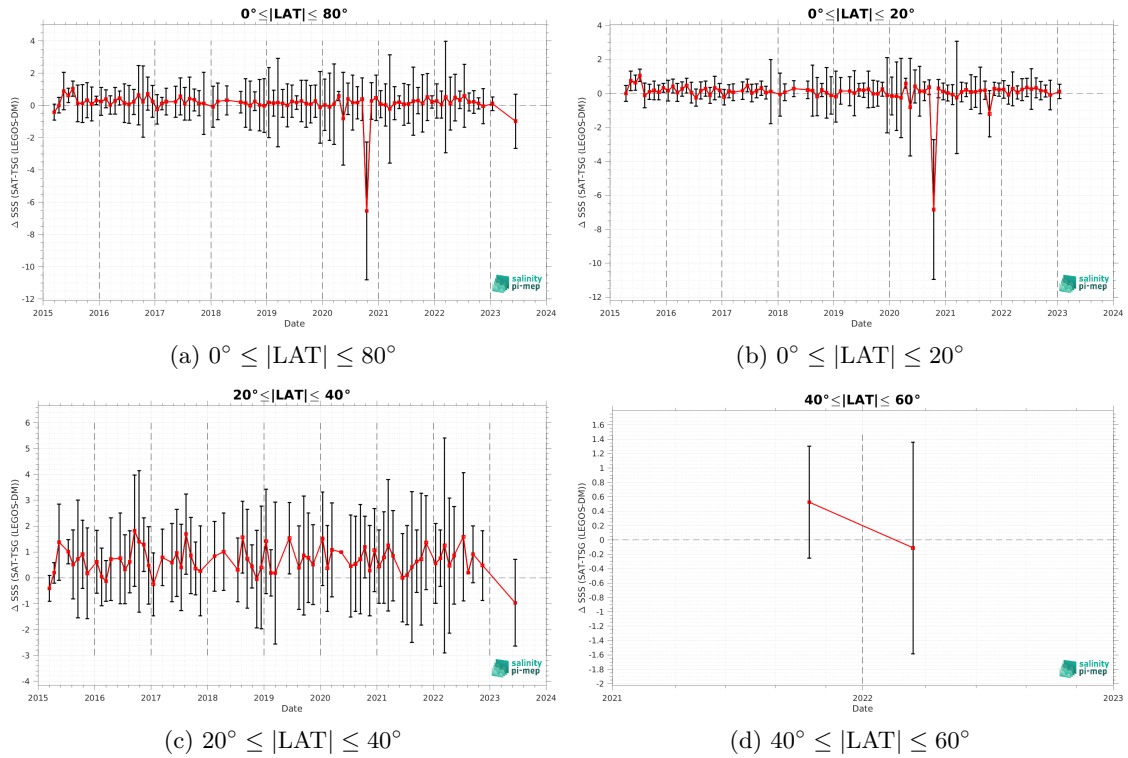 0°≤|LAT|≤ 80°
Δ SSS (SAT-TSG (LEGOS-DM))
4
2
0
-2
-4
-6
-8
-10
-12
2015 2016 2017 2018 2019 2020 2021 2022 2023 2024
Date
salinity
pi-mep
(a) 0° ≤ |LAT| ≤ 80°
0°≤|LAT|≤ 20°
Δ SSS (SAT-TSG (LEGOS-DM))
4
2
0
-2
-4
-6
-8
-10
-12
2015 2016 2017 2018 2019 2020 2021 2022 2023 2024
Date
salinity
pi-mep
(b) 0° ≤ |LAT| ≤ 20°
20°≤|LAT|≤ 40°
Δ SSS (SAT-TSG (LEGOS-DM))
6
5
4
3
2
1
0
-1
-2
-3
-4
2015 2016 2017 2018 2019 2020 2021 2022 2023 2024
Date
salinity
pi-mep
(c) 20° ≤ |LAT| ≤ 40°
40°≤|LAT|≤ 60°
Δ SSS (SAT-TSG (LEGOS-DM))
1.6
1.4
1.2
1
0.8
0.6
0.4
0.2
0
-0.2
-0.4
-0.6
-0.8
-1
-1.2
-1.4
-1.6
-1.8
-2
2021 2022 2023
Date
salinity
pi-mep
(d) 40° ≤ |LAT| ≤ 60°